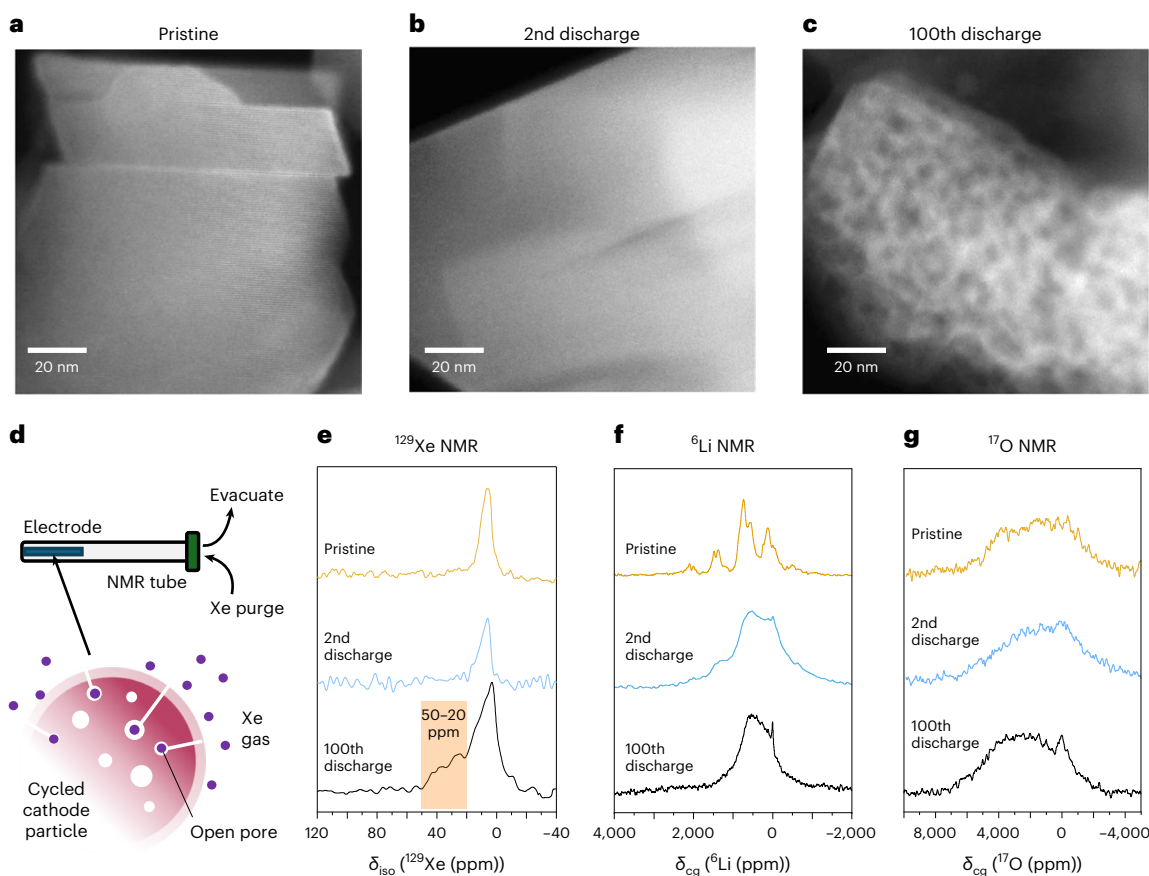 a
Pristine
20 nm
b
2nd discharge
20 nm
c
100th discharge
20 nm
d
Evacuate
Electrode
NMR tube
Xe purge
Xe
gas
Cycled
cathode
particle
Open pore
e
¹²⁹Xe NMR
Pristine
2nd
discharge
50–20
ppm
100th
discharge
120 80 40 0 −40
δiso (¹²⁹Xe (ppm))
f
⁶Li NMR
Pristine
2nd
discharge
100th
discharge
4,000 2,000 0 −2,000
δcg (⁶Li (ppm))
g
¹⁷O NMR
Pristine
2nd
discharge
100th
discharge
8,000 4,000 0 −4,000
δcg (¹⁷O (ppm))